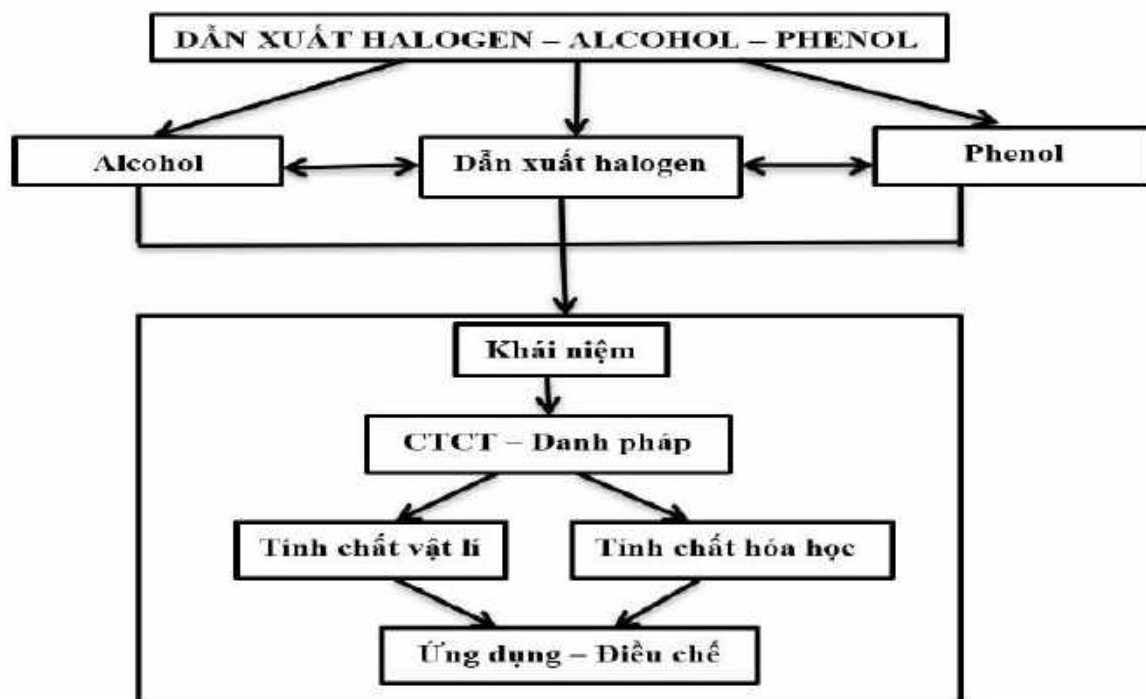 DẪN XUẤT HALOGEN – ALCOHOL – PHENOL
Alcohol
Dẫn xuất halogen
Phenol
Khái niệm
CTCT – Danh pháp
Tính chất vật lí
Tính chất hóa học
Ứng dụng – Điều chế